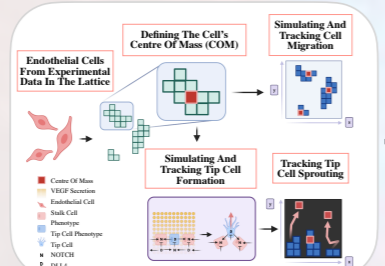 Defining The Cell's
Centre Of Mass (COM)
Simulating And
Tracking Cell
Migration
Endothelial Cells
From Experimental
Data In The Lattice
Simulating And
Tracking Tip Cell
Formation
Tracking Tip
Cell Sprouting
Centre Of Mass
VEGF Secretion
Endothelial Cell
Stalk Cell
Phenotype
Tip Cell Phenotype
Tip Cell
N NOTCH
D DLL4